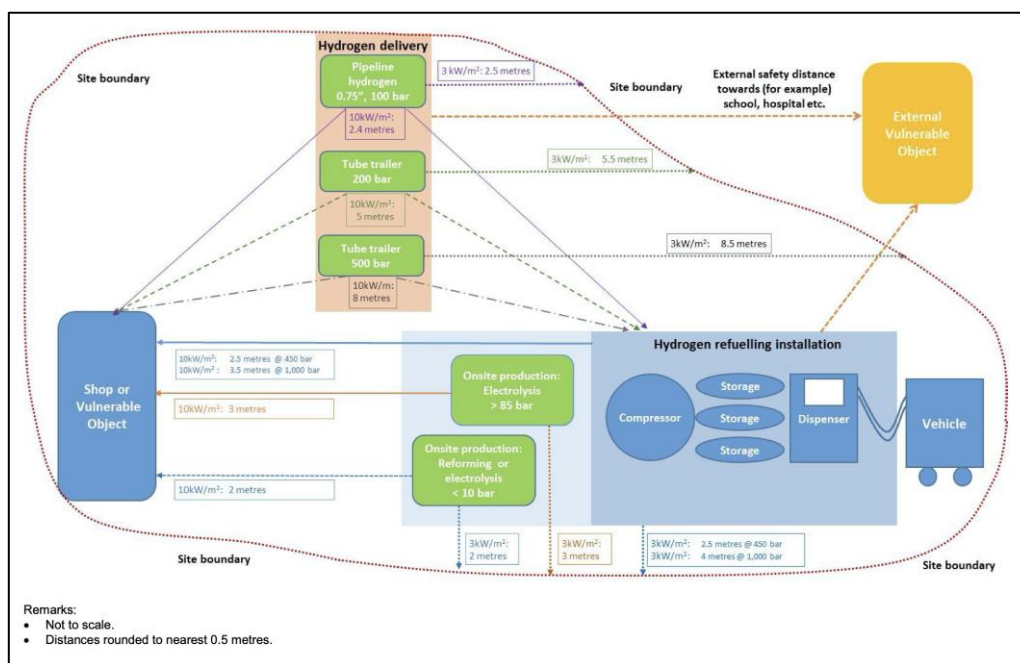 Hydrogen delivery
Site boundary
Pipeline
hydrogen
0.75", 100 bar
3 kW/m²: 2.5 metres
Site boundary
External safety distance
towards (for example)
school, hospital etc.
External
Vulnerable
Object
10kW/m²:
2.4 metres
Tube trailer
200 bar
3kW/m²: 5.5 metres
10kW/m²:
5 metres
Tube trailer
500 bar
3kW/m²: 8.5 metres
10kW/m:
8 metres
Shop or
Vulnerable
Object
10kW/m²: 2.5 metres @ 450 bar
10kW/m²: 3.5 metres @ 1,000 bar
10kW/m²: 3 metres
10kW/m²: 2 metres
Onsite production:
Electrolysis
> 85 bar
Onsite production:
Reforming or
electrolysis
< 10 bar
Hydrogen refuelling installation
Compressor
Storage
Storage
Storage
Dispenser
Vehicle
3kW/m²:
2 metres
3kW/m²:
3 metres
3kW/m²: 2.5 metres @ 450 bar
3kW/m²: 4 metres @ 1,000 bar
Site boundary
Site boundary
Remarks:
• Not to scale.
• Distances rounded to nearest 0.5 metres.